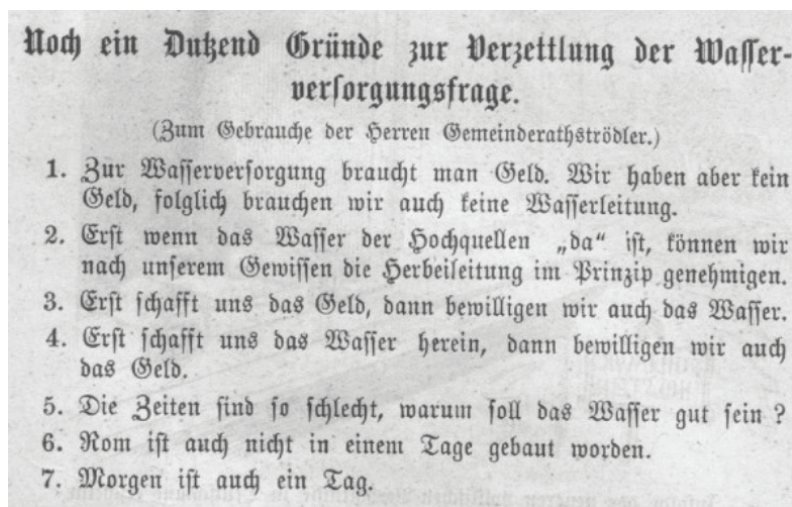 Noch ein Dutzend Gründe zur Verzettlung der Wasser-
versorgungsfrage.
(Zum Gebrauche der Herren Gemeinderathströdler.)
1. Zur Wasserversorgung braucht man Geld. Wir haben aber kein
Geld, folglich brauchen wir auch keine Wasserleitung.
2. Erst wenn das Wasser der Hochquellen „da“ ist, können wir
nach unserem Gewissen die Herbeileitung im Prinzip genehmigen.
3. Erst schafft uns das Geld, dann bewilligen wir auch das Wasser.
4. Erst schafft uns das Wasser herein, dann bewilligen wir auch
das Geld.
5. Die Zeiten sind so schlecht, warum soll das Wasser gut sein?
6. Rom ist auch nicht in einem Tage gebaut worden.
7. Morgen ist auch ein Tag.